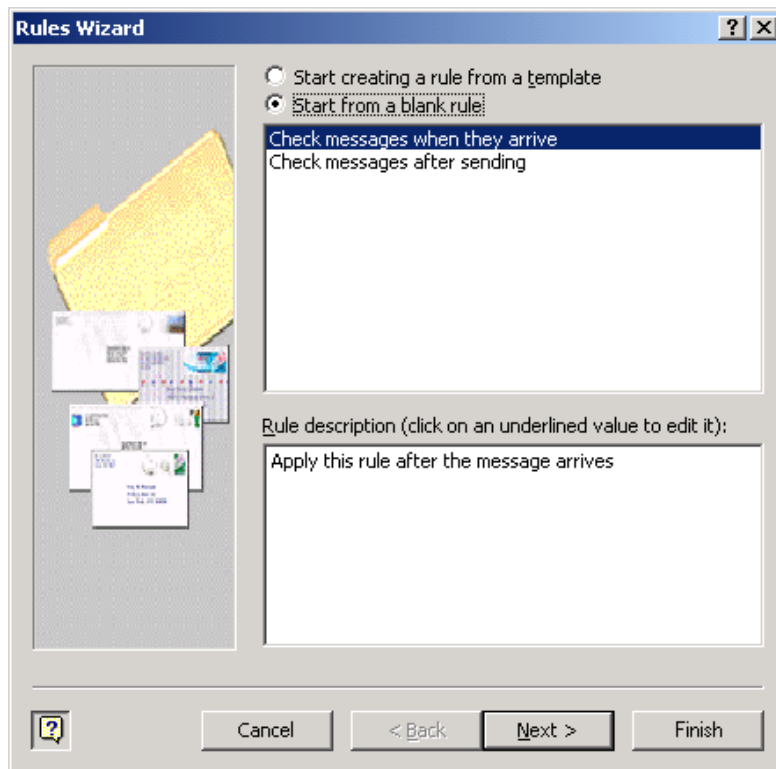 Rules Wizard
Start creating a rule from a template
Start from a blank rule
Check messages when they arrive
Check messages after sending
Rule description (click on an underlined value to edit it):
Apply this rule after the message arrives
Cancel
< Back
Next >
Finish